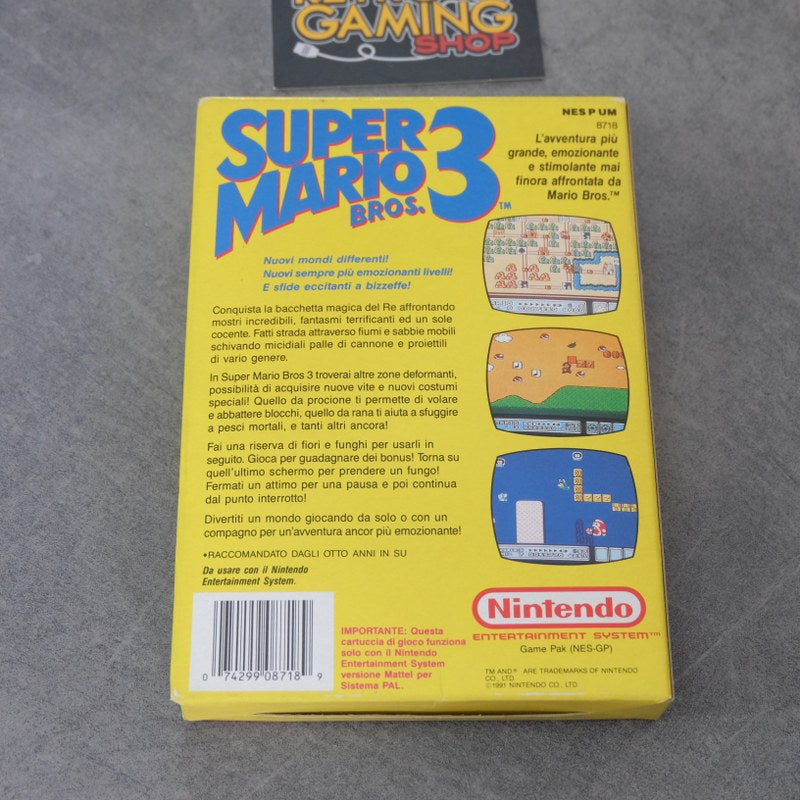 RETRO
GAMING
SHOP
SUPER
MARIO
BROS. 3 ™
NES P UM
8718
L'avventura più
grande, emozionante
e stimolante mai
finora affrontata da
Mario Bros.™
Nuovi mondi differenti!
Nuovi sempre più emozionanti livelli!
E sfide eccitanti a bizzeffe!
Conquista la bacchetta magica del Re affrontando
mostri incredibili, fantasmi terrificanti ed un sole
cocente. Fatti strada attraverso fiumi e sabbie mobili
schivando micidiali palle di cannone e proiettili
di vario genere.
In Super Mario Bros 3 troverai altre zone deformanti,
possibilità di acquisire nuove vite e nuovi costumi
speciali! Quello da procione ti permette di volare
e abbattere blocchi, quello da rana ti aiuta a sfuggire
a pesci mortali, e tanti altri ancora!
Fai una riserva di fiori e funghi per usarli in
seguito. Gioca per guadagnare dei bonus! Torna su
quell'ultimo schermo per prendere un fungo!
Fermati un attimo per una pausa e poi continua
dal punto interrotto!
Divertiti un mondo giocando da solo o con un
compagno per un'avventura ancor più emozionante!
•RACCOMANDATO DAGLI OTTO ANNI IN SU
Da usare con il Nintendo
Entertainment System.
0 74299 08718 9
IMPORTANTE: Questa
cartuccia di gioco funziona
solo con il Nintendo
Entertainment System
versione Mattel per
Sistema PAL.
Nintendo
ENTERTAINMENT SYSTEM™
Game Pak (NES-GP)
TM AND ® ARE TRADEMARKS OF NINTENDO
CO., LTD.
© 1991 NINTENDO CO., LTD.